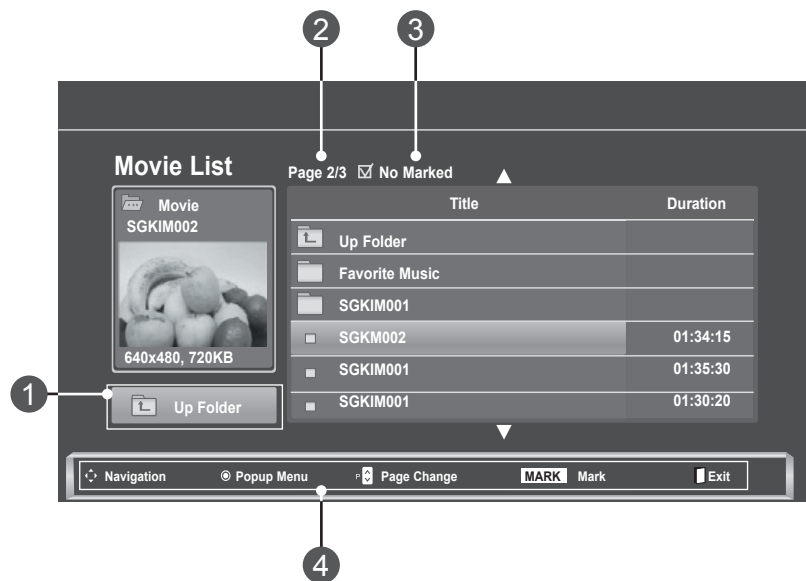 2 3
Movie List
Page 2/3 No Marked
Movie
SGKIM002
640x480, 720KB
1
Up Folder
Title Duration
Up Folder
Favorite Music
SGKIM001
SGKM002 01:34:15
SGKIM001 01:35:30
SGKIM001 01:30:20
Navigation Popup Menu P Page Change MARK Mark Exit
4